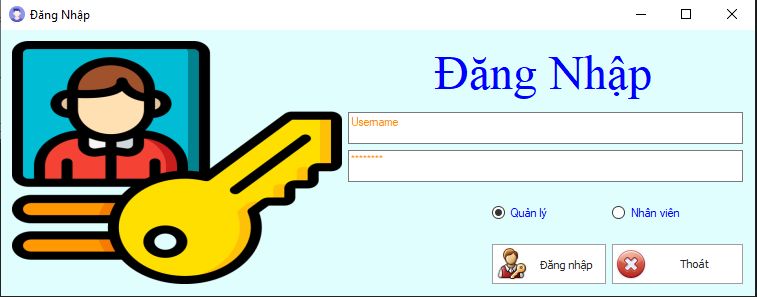 Đăng Nhập
Đăng Nhập
Username
********
Quản lý Nhân viên
Đăng nhập Thoát